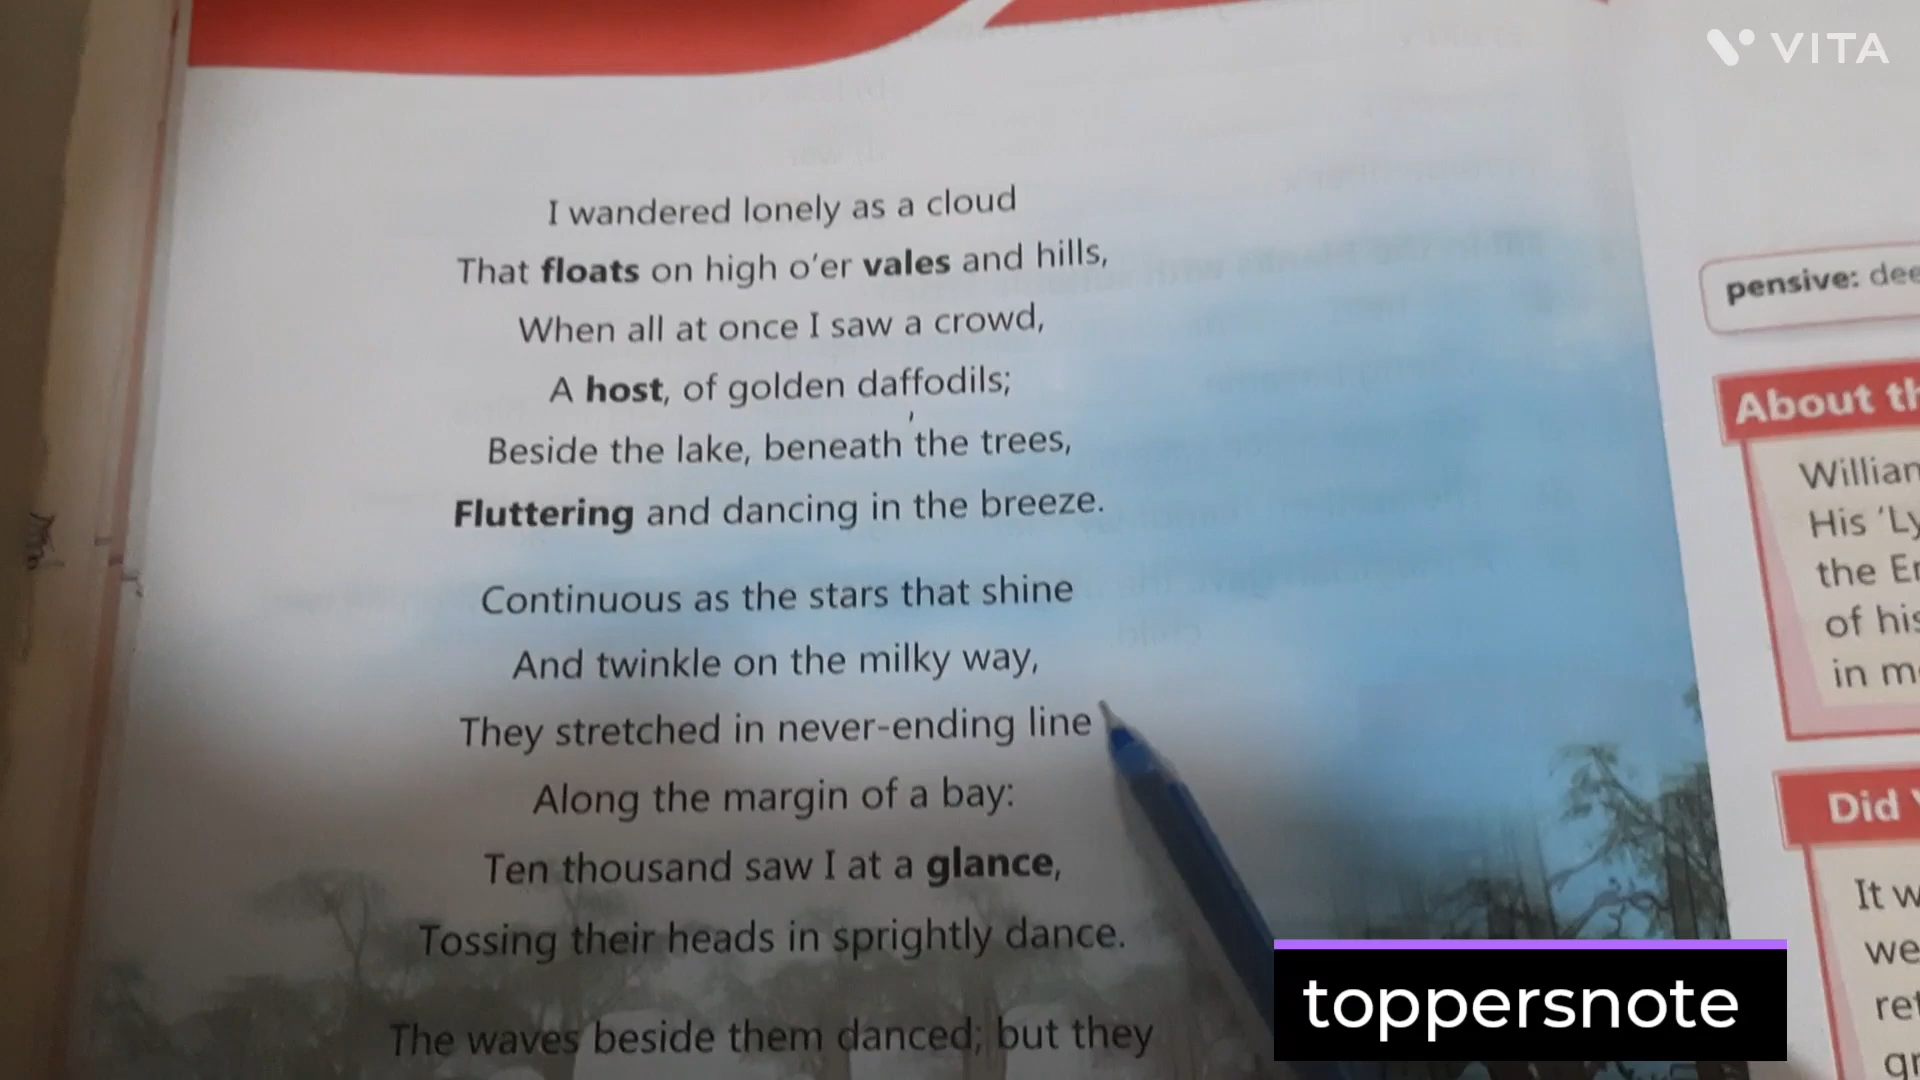 VITA
I wandered lonely as a cloud
That floats on high o'er vales and hills,
When all at once I saw a crowd,
A host, of golden daffodils;
Beside the lake, beneath the trees,
Fluttering and dancing in the breeze.
Continuous as the stars that shine
And twinkle on the milky way,
They stretched in never-ending line
Along the margin of a bay:
Ten thousand saw I at a glance,
Tossing their heads in sprightly dance.
The waves beside them danced; but they
pensive:
About
His 'Ly
the
of his
in
Did
It
toppersnote